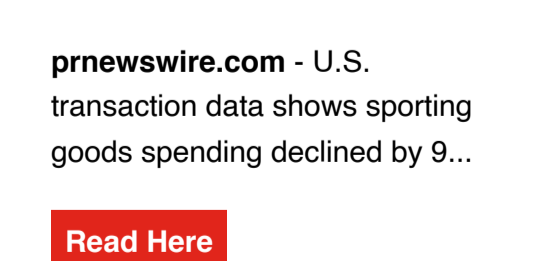 prnewswire.com - U.S.
transaction data shows sporting
goods spending declined by 9...
Read Here